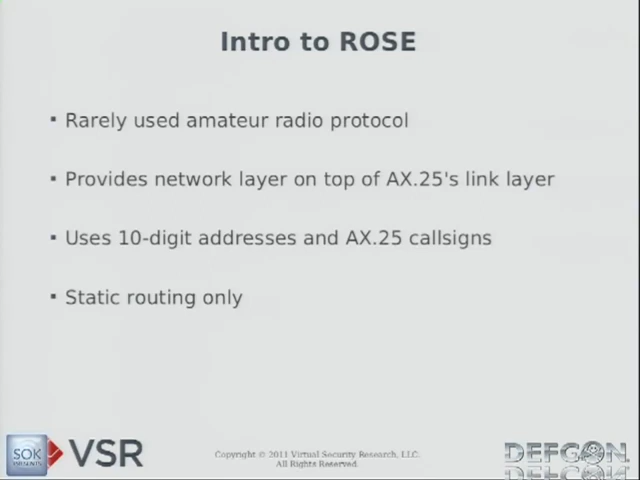 Intro to ROSE
▪ Rarely used amateur radio protocol
▪ Provides network layer on top of AX.25's link layer
▪ Uses 10-digit addresses and AX.25 callsigns
▪ Static routing only
SOK
VSR
Copyright © 2011 Virtual Security Research, LLC.
All Rights Reserved.
DEFCON